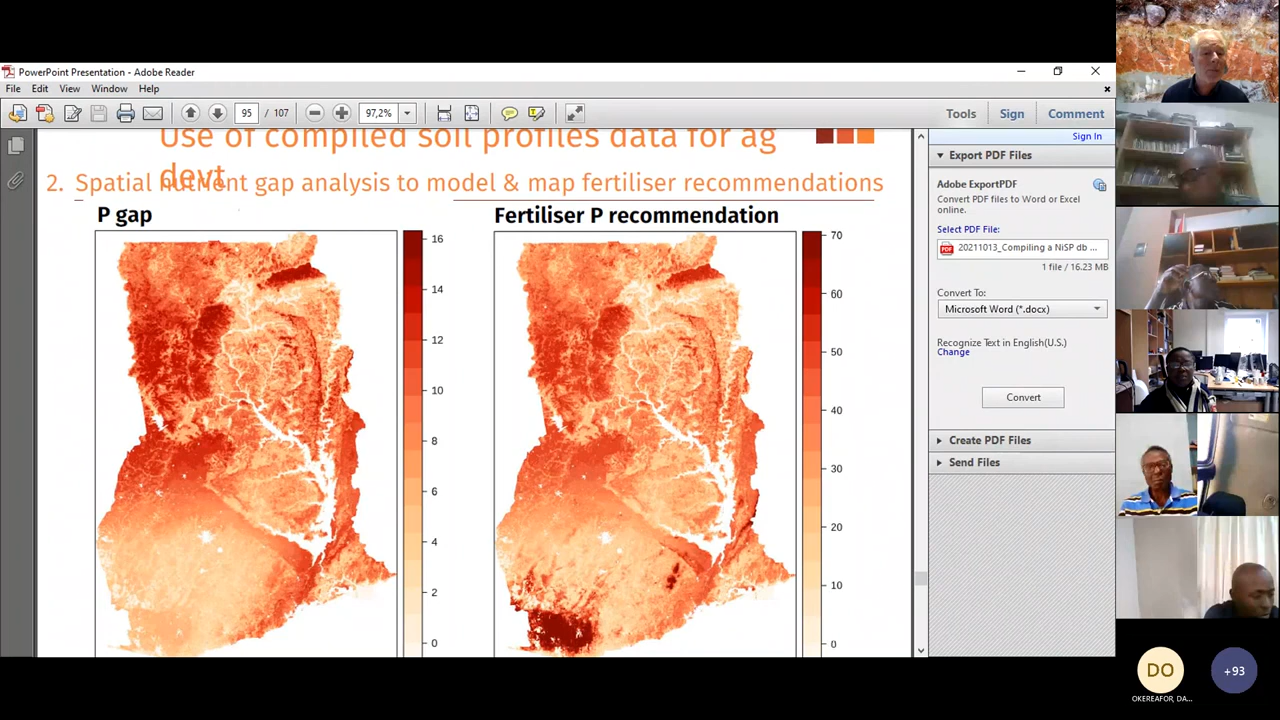 PowerPoint Presentation - Adobe Reader
File Edit View Window Help
95 / 107 97,2% Tools Sign Comment
Sign In
Use of compiled soil profiles data for ag
devt
2. Spatial nutrient gap analysis to model & map fertiliser recommendations
P gap
16
14
12
10
8
6
4
2
0
Fertiliser P recommendation
70
60
50
40
30
20
10
0
Export PDF Files
Adobe ExportPDF
Convert PDF files to Word or Excel
online.
Select PDF File:
20211013_Compiling a NiSP db ...
1 file / 16.23 MB
Convert To:
Microsoft Word (*.docx)
Recognize Text in English(U.S.)
Change
Convert
Create PDF Files
Send Files
DO
OKEREAFOR, DA...
+93